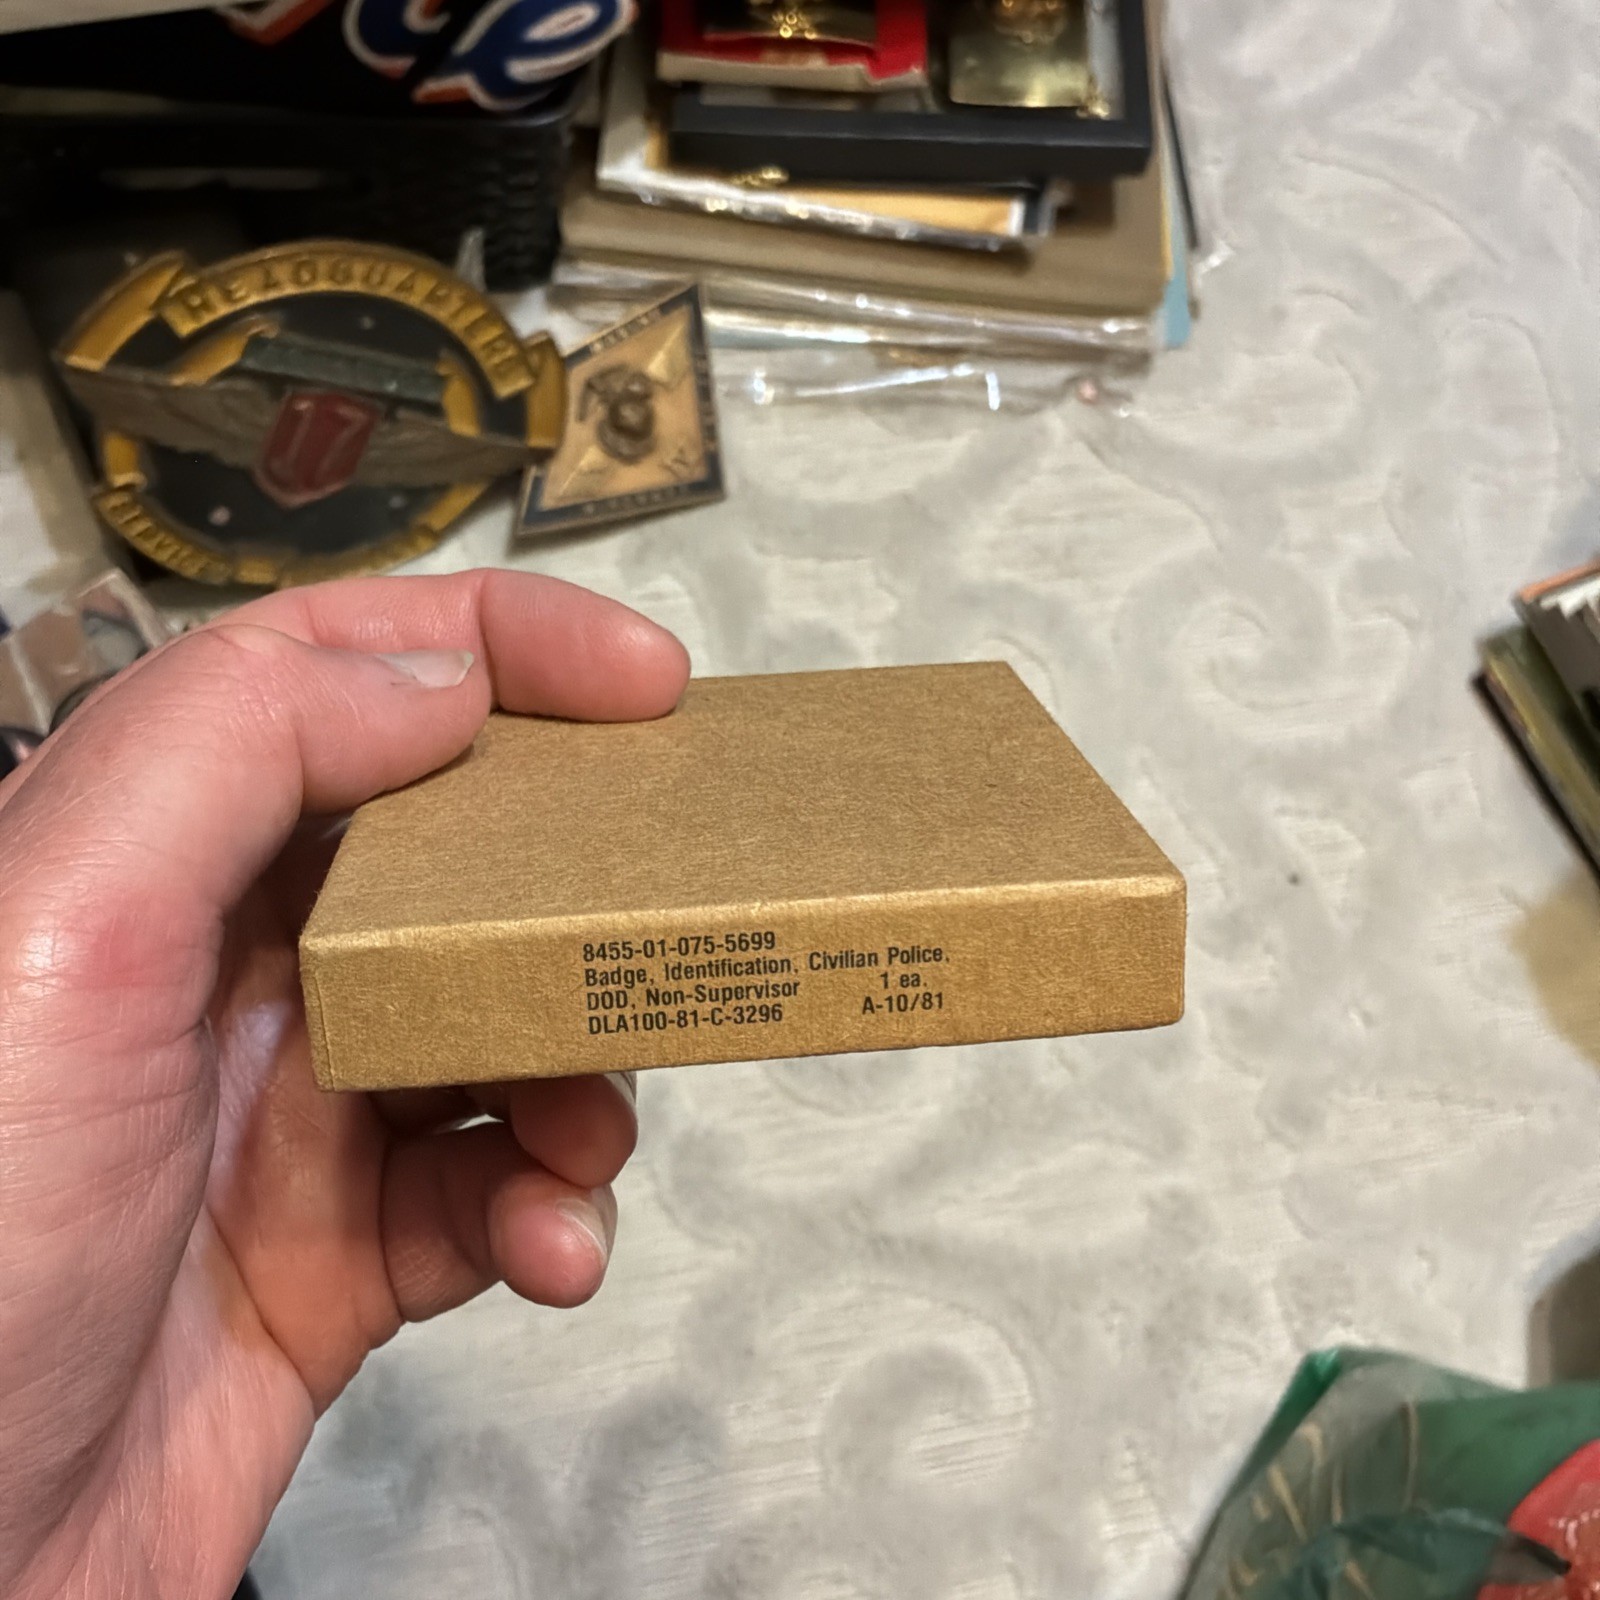 HEADQUARTERS
17
8455-01-075-5699
Badge, Identification, Civilian Police,
DOD, Non-Supervisor 1 ea.
DLA100-81-C-3296 A-10/81